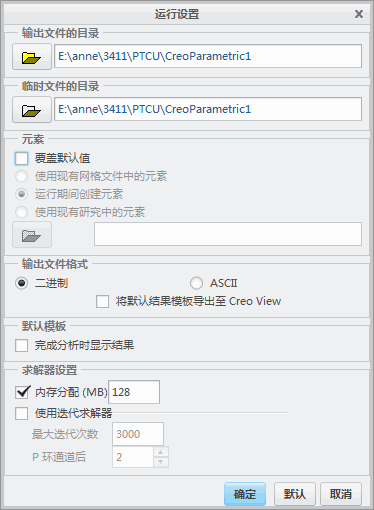 运行设置
输出文件的目录
E:\anne\3411\PTCU\CreoParametric1
临时文件的目录
E:\anne\3411\PTCU\CreoParametric1
元素
覆盖默认值
使用现有网格文件中的元素
运行期间创建元素
使用现有研究中的元素
输出文件格式
二进制 ASCII
将默认结果模板导出至 Creo View
默认模板
完成分析时显示结果
求解器设置
内存分配 (MB) 128
使用迭代求解器
最大迭代次数 3000
P 环通道后 2
确定 默认 取消